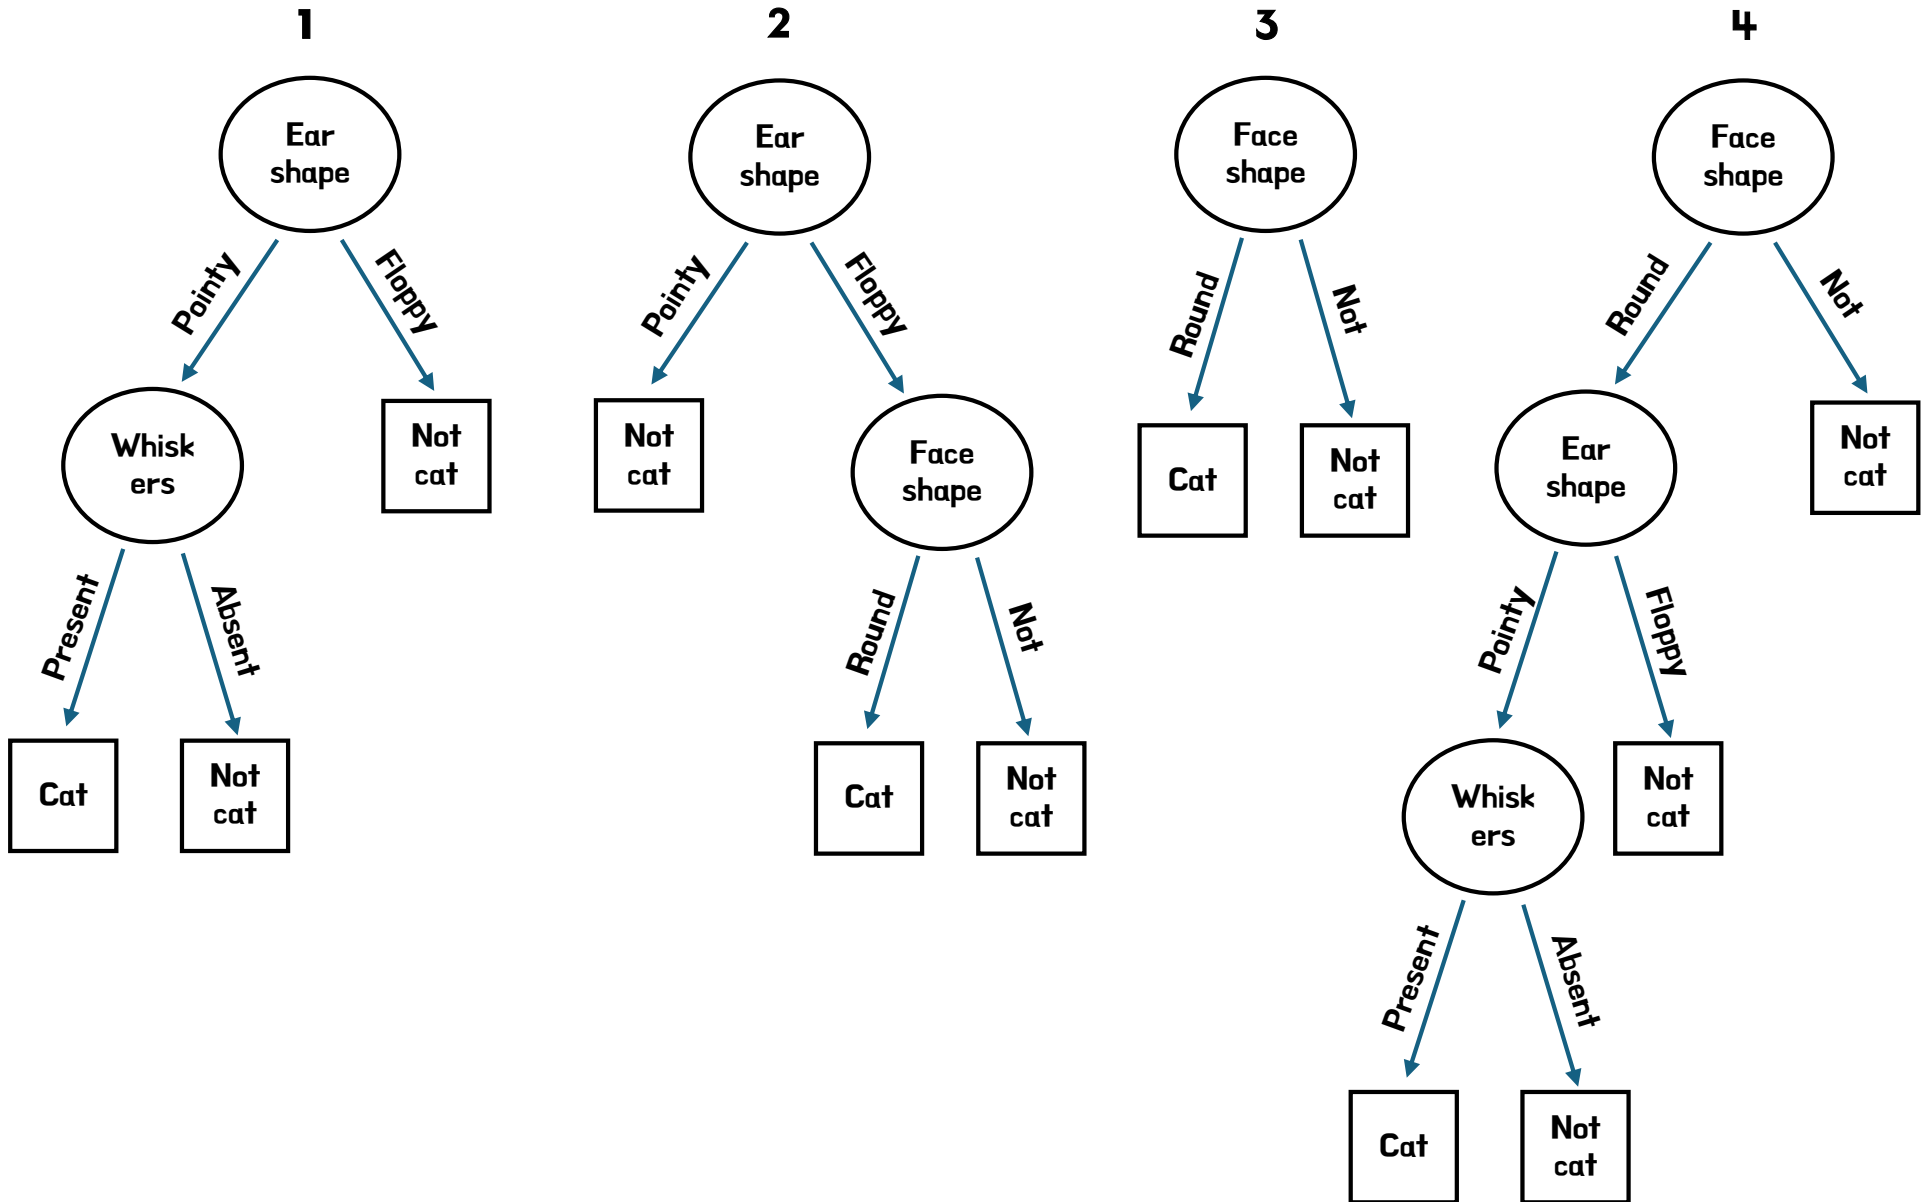 1
Ear
shape
Pointy
Floppy
Whisk
ers
Not
cat
Present
Absent
Cat
Not
cat
2
Ear
shape
Pointy
Floppy
Not
cat
Face
shape
Round
Not
Cat
Not
cat
3
Face
shape
Round
Not
Cat
Not
cat
4
Face
shape
Round
Not
Ear
shape
Not
cat
Pointy
Floppy
Whisk
ers
Not
cat
Present
Absent
Cat
Not
cat